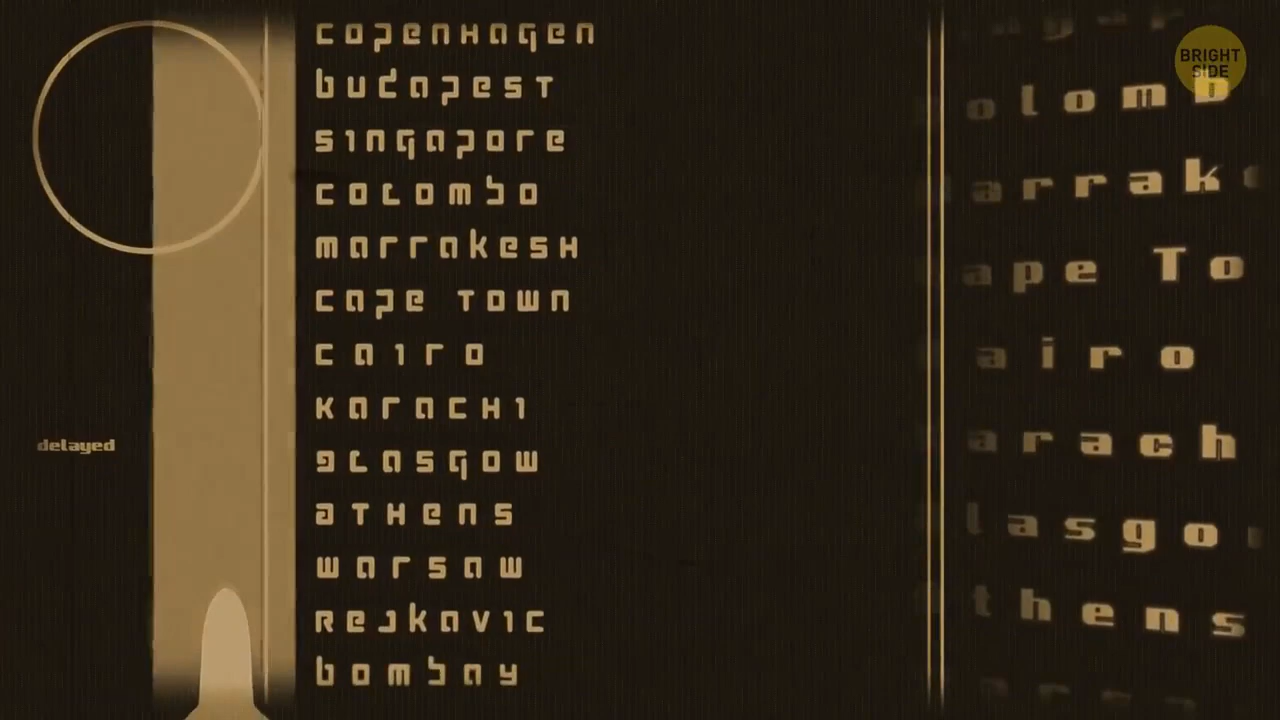 copenhagen
budapest
singapore
colombo
marrakesh
cape town
cairo
karachi
glasgow
athens
warsaw
Rejkavic
bombay
delayed
BRIGHT
SIDE
olomb
arrak
ape To
airo
arach
lasgo
thens